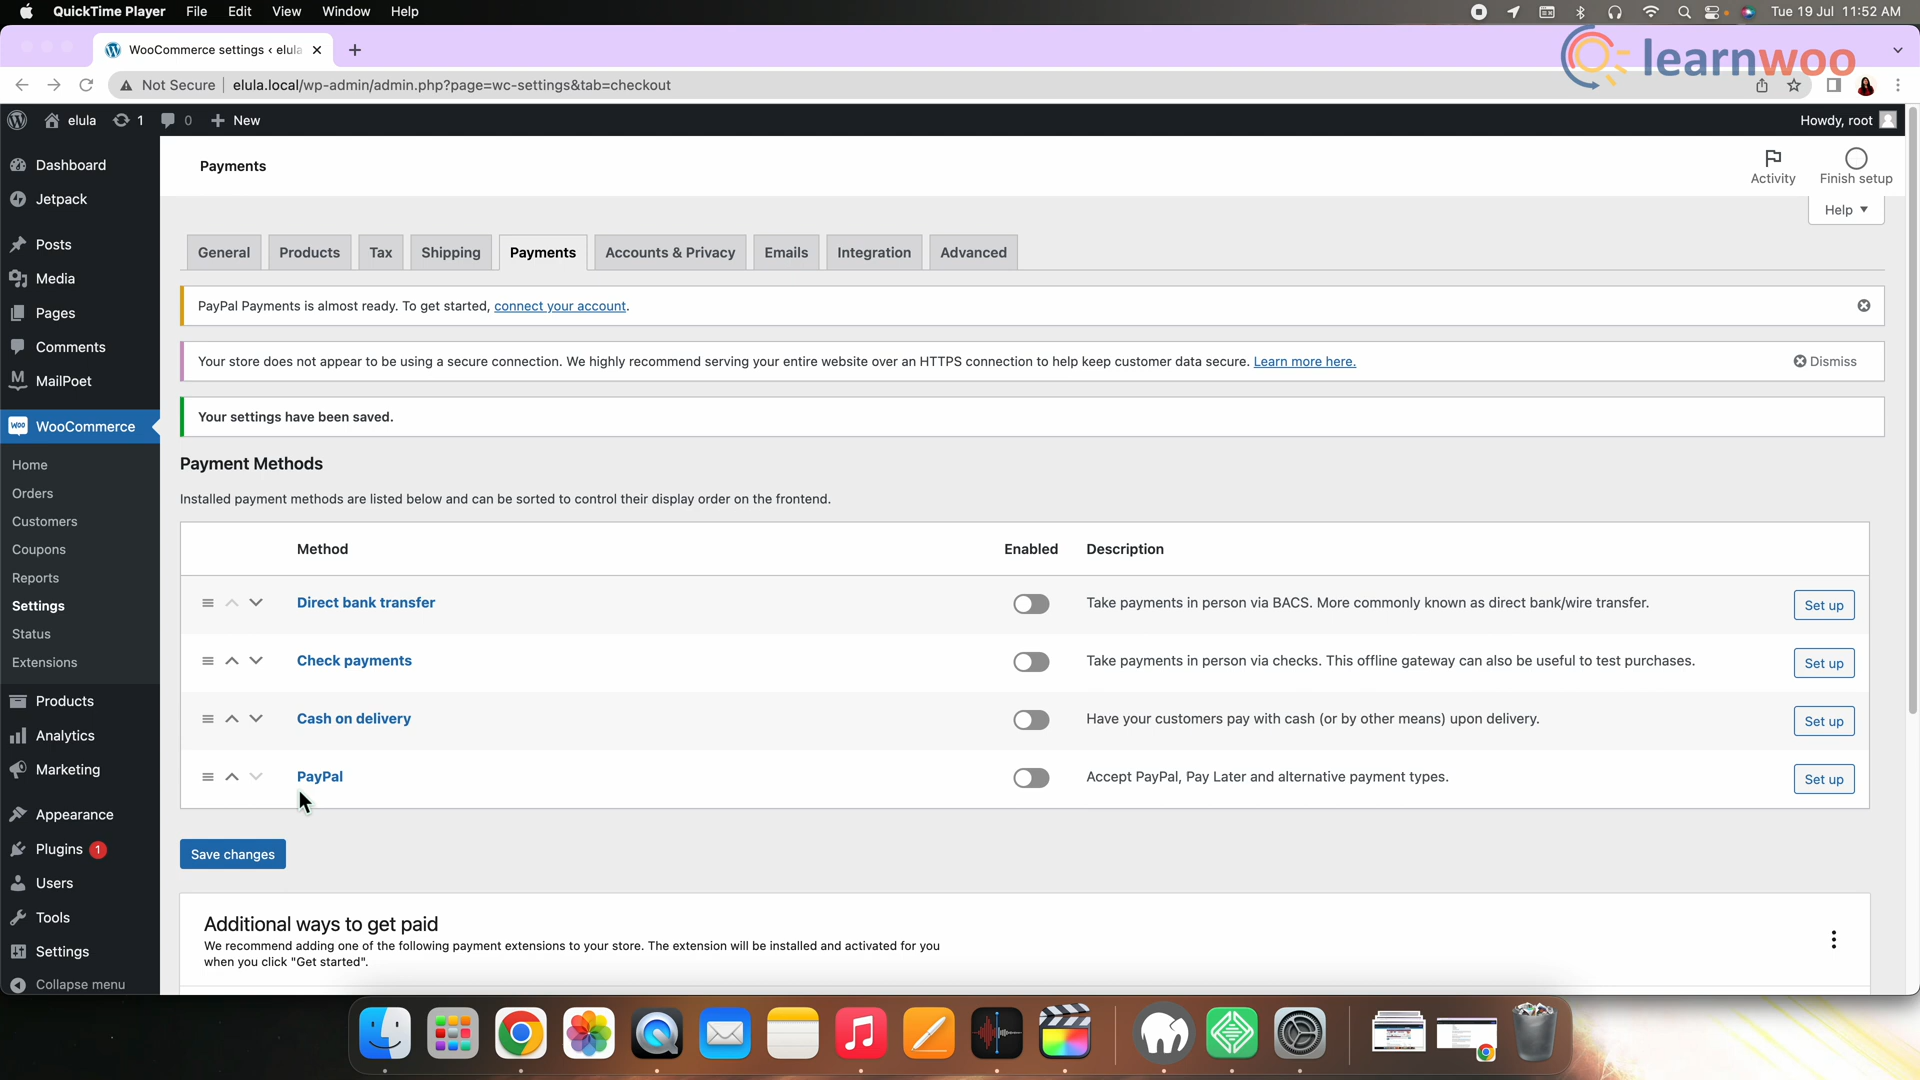 QuickTime Player File Edit View Window Help Tue 19 Jul 11:52 AM
WooCommerce settings ‹ elula
learnwoo
Not Secure elula.local/wp-admin/admin.php?page=wc-settings&tab=checkout
elula 1 0 New Howdy, root
Dashboard
Jetpack
Posts
Media
Pages
Comments
MailPoet
WooCommerce
Home
Orders
Customers
Coupons
Reports
Settings
Status
Extensions
Products
Analytics
Marketing
Appearance
Plugins 1
Users
Tools
Settings
Collapse menu
Payments
Activity
Finish setup
Help
General Products Tax Shipping Payments Accounts & Privacy Emails Integration Advanced
PayPal Payments is almost ready. To get started, connect your account.
Your store does not appear to be using a secure connection. We highly recommend serving your entire website over an HTTPS connection to help keep customer data secure. Learn more here. Dismiss
Your settings have been saved.
Payment Methods
Installed payment methods are listed below and can be sorted to control their display order on the frontend.
Method Enabled Description
Direct bank transfer Take payments in person via BACS. More commonly known as direct bank/wire transfer. Set up
Check payments Take payments in person via checks. This offline gateway can also be useful to test purchases. Set up
Cash on delivery Have your customers pay with cash (or by other means) upon delivery. Set up
PayPal Accept PayPal, Pay Later and alternative payment types. Set up
Save changes
Additional ways to get paid
We recommend adding one of the following payment extensions to your store. The extension will be installed and activated for you
when you click "Get started".